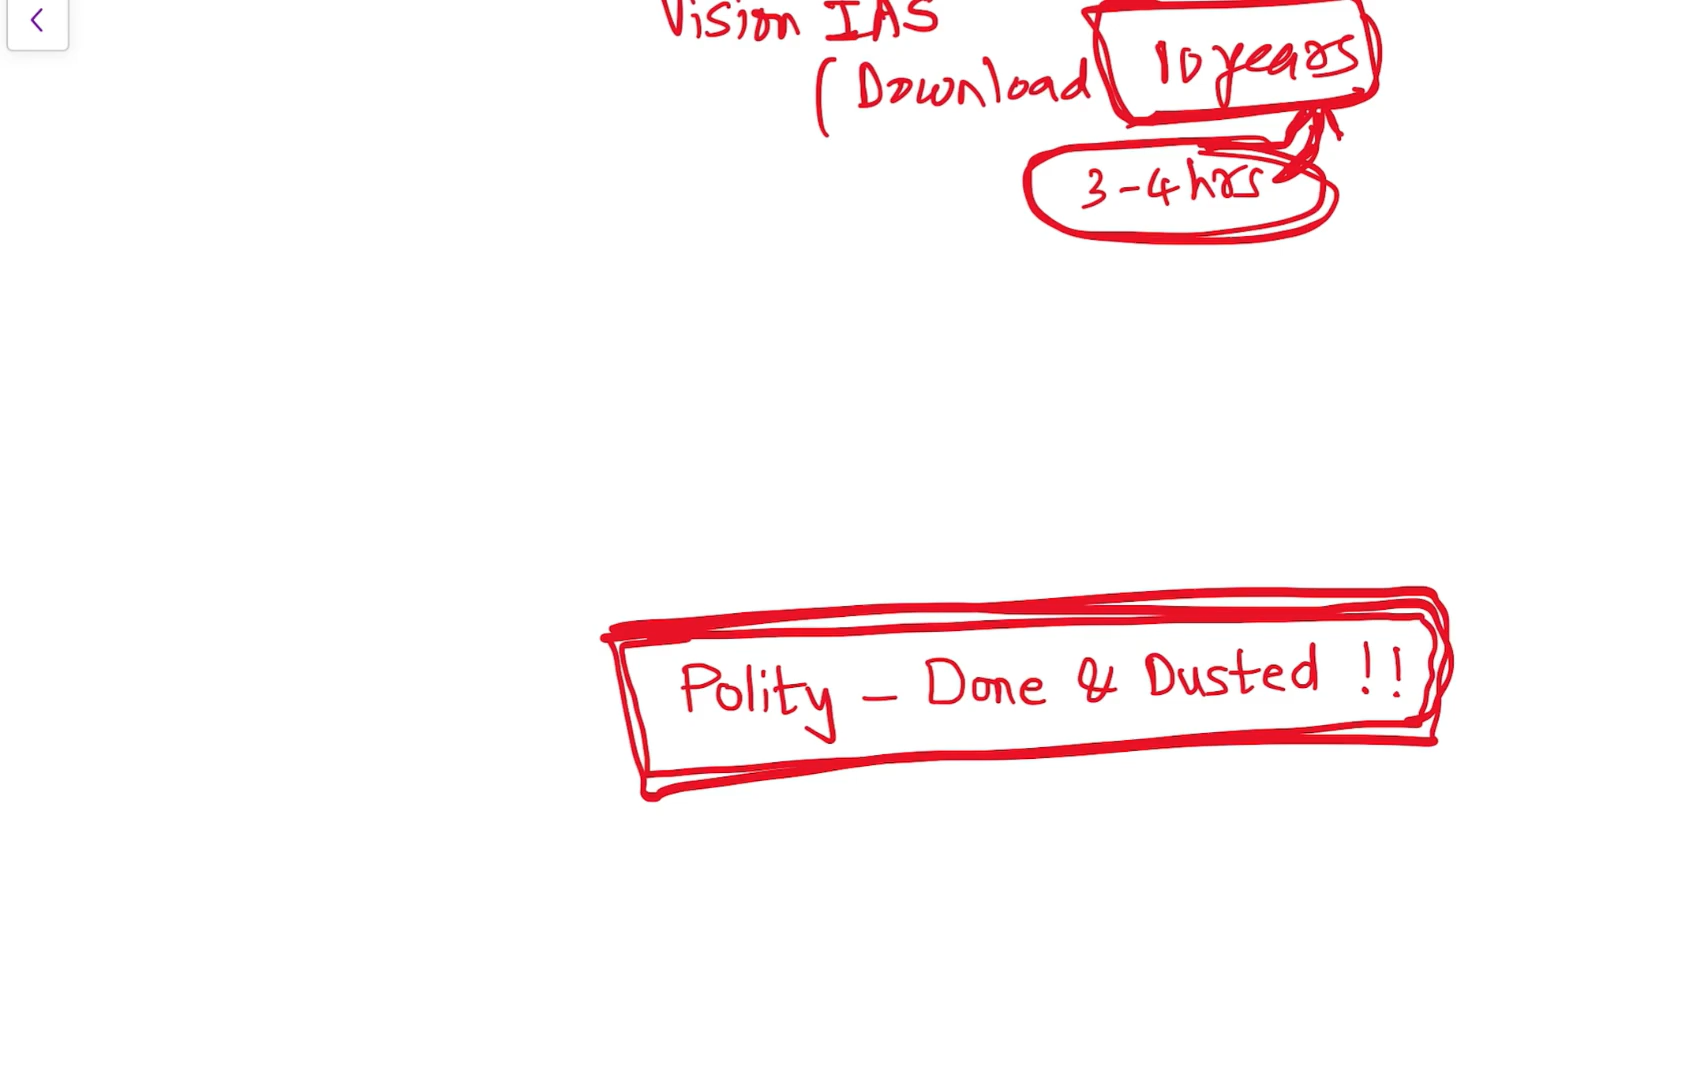 Vision IAS
(Download 10 years
3-4 hrs
Polity - Done & Dusted !!